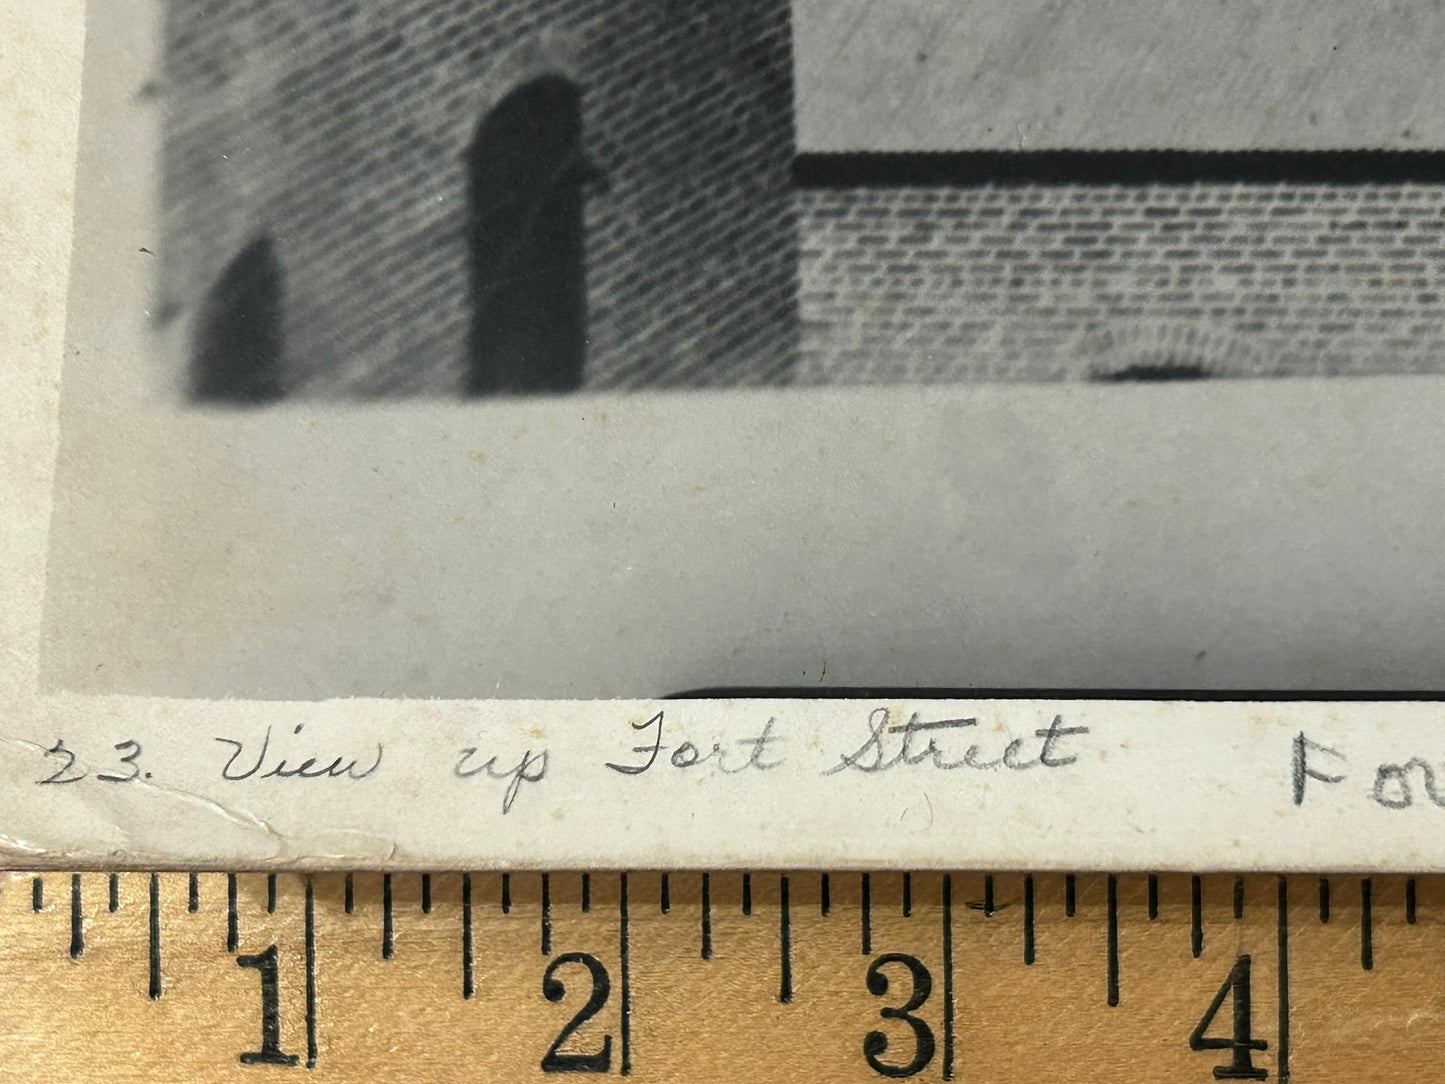 23. View up Fort Street
1 2 3 4